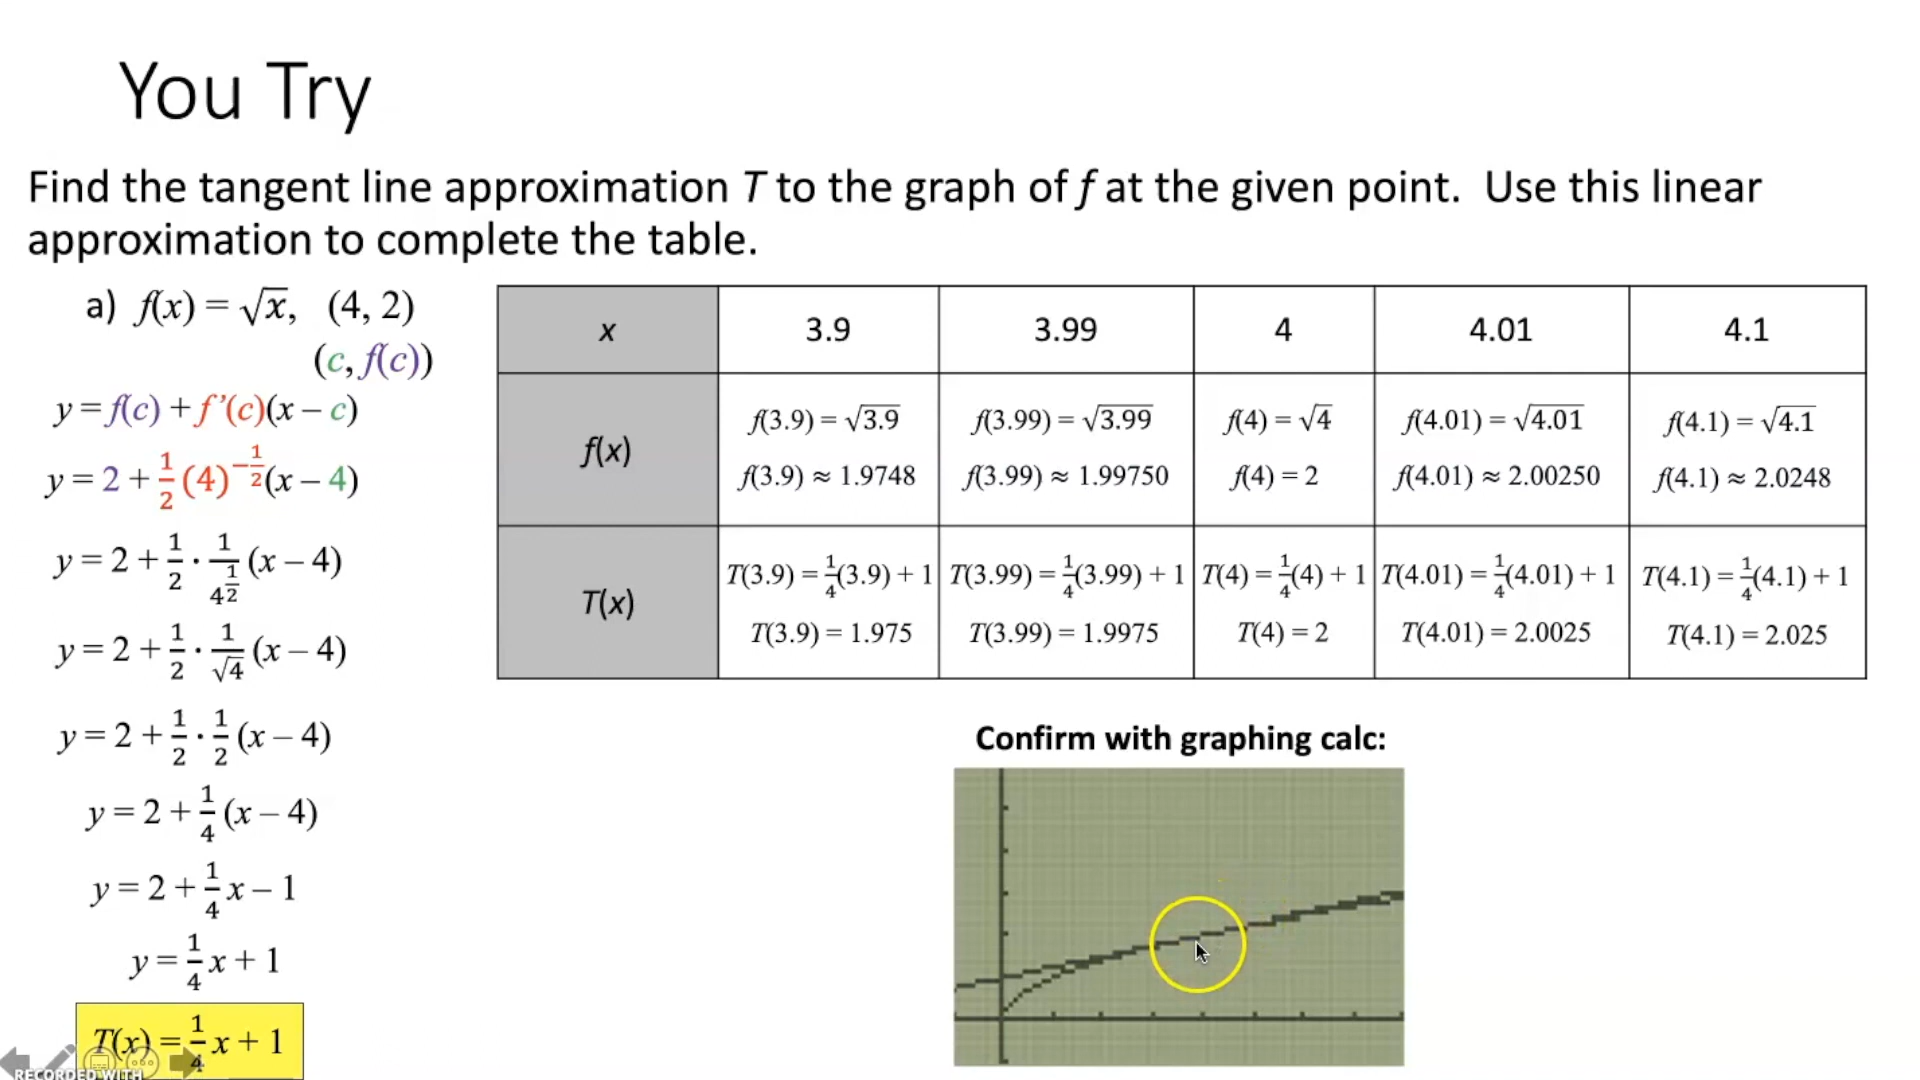 You Try
Find the tangent line approximation T to the graph of f at the given point.  Use this linear
approximation to complete the table.
a) f(x) = √x, (4, 2)
(c, f(c))
y = f(c) + f’(c)(x – c)
y = 2 + 1/2 (4)^(−1/2) (x – 4)
y = 2 + 1/2 · 1/4^(1/2) (x – 4)
y = 2 + 1/2 · 1/√4 (x – 4)
y = 2 + 1/2 · 1/2 (x – 4)
y = 2 + 1/4 (x – 4)
y = 2 + 1/4 x – 1
y = 1/4 x + 1
T(x) = 1/4 x + 1
x 3.9 3.99 4 4.01 4.1
f(x) f(3.9) = √3.9 f(3.99) = √3.99 f(4) = √4 f(4.01) = √4.01 f(4.1) = √4.1
f(3.9) ≈ 1.9748 f(3.99) ≈ 1.99750 f(4) = 2 f(4.01) ≈ 2.00250 f(4.1) ≈ 2.0248
T(x) T(3.9) = 1/4(3.9) + 1 T(3.99) = 1/4(3.99) + 1 T(4) = 1/4(4) + 1 T(4.01) = 1/4(4.01) + 1 T(4.1) = 1/4(4.1) + 1
T(3.9) = 1.975 T(3.99) = 1.9975 T(4) = 2 T(4.01) = 2.0025 T(4.1) = 2.025
Confirm with graphing calc:
RECORDED WITH